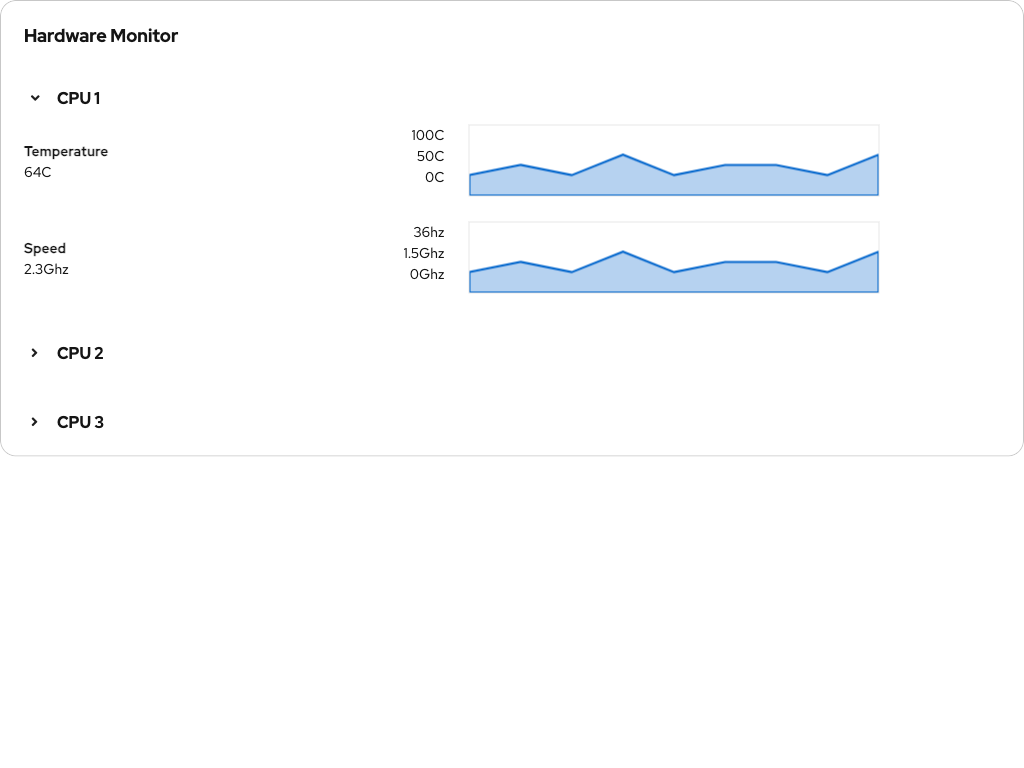 Hardware Monitor
CPU 1
Temperature
64C
100C
50C
0C
Speed
2.3Ghz
36hz
1.5Ghz
0Ghz
CPU 2
CPU 3